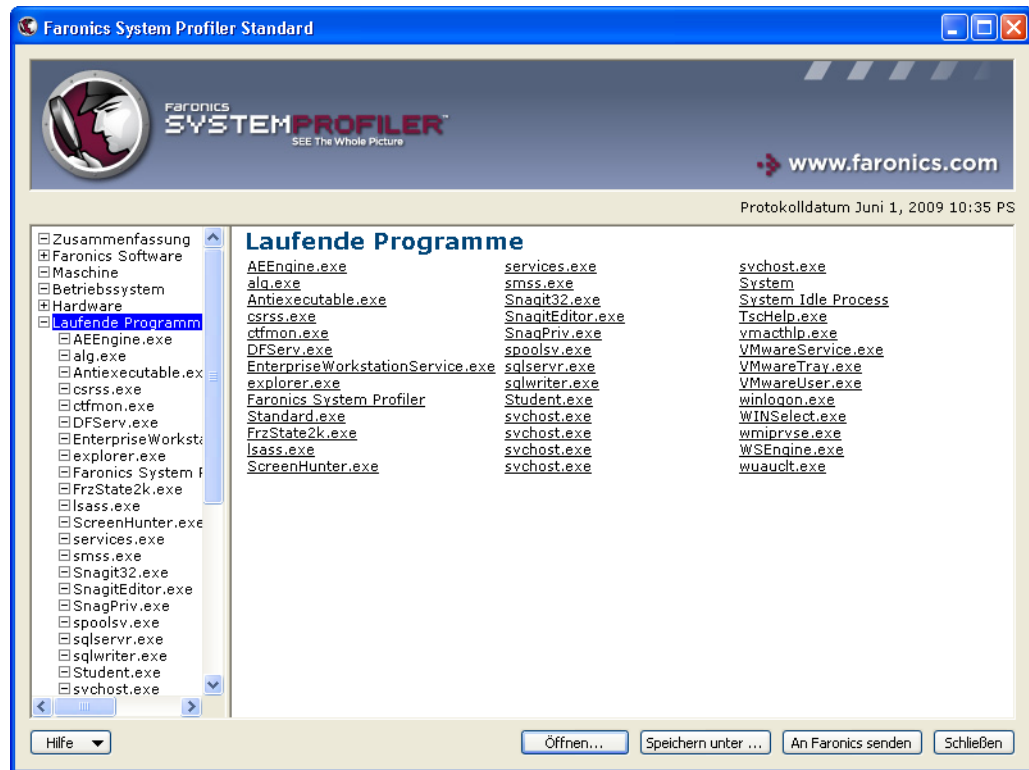 Faronics System Profiler Standard
Faronics
SYSTEMPROFILER™
SEE The Whole Picture
www.faronics.com
Protokolldatum Juni 1, 2009 10:35 PS
Zusammenfassung
Faronics Software
Maschine
Betriebssystem
Hardware
Laufende Programm
AEEngine.exe
alg.exe
Antiexecutable.ex
csrss.exe
ctfmon.exe
DFServ.exe
EnterpriseWorksta
explorer.exe
Faronics System P
FrzState2k.exe
lsass.exe
ScreenHunter.exe
services.exe
smss.exe
Snagit32.exe
SnagitEditor.exe
SnagPriv.exe
spoolsv.exe
sqlservr.exe
sqlwriter.exe
Student.exe
svchost.exe
Laufende Programme
AEEngine.exe
alg.exe
Antiexecutable.exe
csrss.exe
ctfmon.exe
DFServ.exe
EnterpriseWorkstationService.exe
explorer.exe
Faronics System Profiler
Standard.exe
FrzState2k.exe
lsass.exe
ScreenHunter.exe
services.exe
smss.exe
Snagit32.exe
SnagitEditor.exe
SnagPriv.exe
spoolsv.exe
sqlservr.exe
sqlwriter.exe
Student.exe
svchost.exe
svchost.exe
svchost.exe
svchost.exe
svchost.exe
System
System Idle Process
TscHelp.exe
vmacthlp.exe
VMwareService.exe
VMwareTray.exe
VMwareUser.exe
winlogon.exe
WINSelect.exe
wmiprvse.exe
WSEngine.exe
wuauclt.exe
Hilfe
Öffnen...
Speichern unter ...
An Faronics senden
Schließen